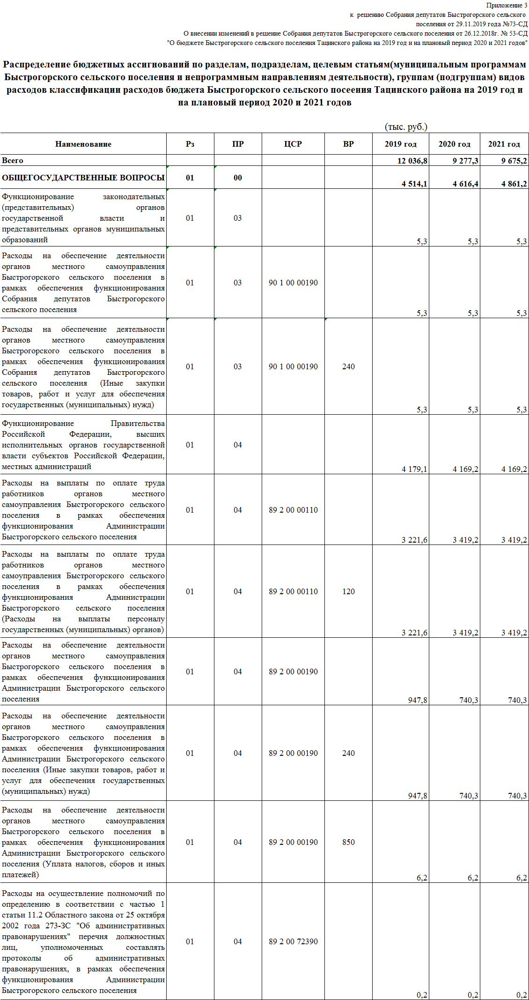 Приложение 3
к  решению Собрания депутатов Быстрогорского сельского
поселения от 29.11.2019 года №73-СД
О внесении изменений в решение Собрания депутатов Быстрогорского сельского поселения от 26.12.2018г. № 53-СД
"О бюджете Быстрогорского сельского поселения Тацинского района на 2019 год и на плановый период 2020 и 2021 годов"
Распределение бюджетных ассигнований по разделам, подразделам, целевым статьям(муниципальным программам
Быстрогорского сельского поселения и непрограммным направлениям деятельности), группам (подгруппам) видов
расходов классификации расходов бюджета Быстрогорского сельского посеения Тацинского района на 2019 год и
на плановый период 2020 и 2021 годов
(тыс. руб.)
Наименование Рз ПР ЦСР ВР 2019 год 2020 год 2021 год
Всего 12 036,8 9 277,3 9 675,2
ОБЩЕГОСУДАРСТВЕННЫЕ ВОПРОСЫ 01 00 4 514,1 4 616,4 4 861,2
Функционирование законодательных
(представительных) органов
государственной власти и
представительных органов муниципальных
образований
01 03 5,3 5,3 5,3
Расходы на обеспечение деятельности
органов местного самоуправления
Быстрогорского сельского поселения в
рамках обеспечения функционирования
Собрания депутатов Быстрогорского
сельского поселения
01 03 90 1 00 00190 5,3 5,3 5,3
Расходы на обеспечение деятельности
органов местного самоуправления
Быстрогорского сельского поселения в
рамках обеспечения функционирования
Собрания депутатов Быстрогорского
сельского поселения (Иные закупки
товаров, работ и услуг для обеспечения
государственных (муниципальных) нужд)
01 03 90 1 00 00190 240 5,3 5,3 5,3
Функционирование Правительства
Российской Федерации, высших
исполнительных органов государственной
власти субъектов Российской Федерации,
местных администраций
01 04 4 179,1 4 169,2 4 169,2
Расходы на выплаты по оплате труда
работников органов местного
самоуправления Быстрогорского сельского
поселения в рамках обеспечения
функционирования Администрации
Быстрогорского сельского поселения
01 04 89 2 00 00110 3 221,6 3 419,2 3 419,2
Расходы на выплаты по оплате труда
работников органов местного
самоуправления Быстрогорского сельского
поселения в рамках обеспечения
функционирования Администрации
Быстрогорского сельского поселения
(Расходы на выплаты персоналу
государственных (муниципальных) органов)
01 04 89 2 00 00110 120 3 221,6 3 419,2 3 419,2
Расходы на обеспечение деятельности
органов местного самоуправления
Быстрогорского сельского поселения в
рамках обеспечения функционирования
Администрации Быстрогорского сельского
поселения
01 04 89 2 00 00190 947,8 740,3 740,3
Расходы на обеспечение деятельности
органов местного самоуправления
Быстрогорского сельского поселения в
рамках обеспечения функционирования
Администрации Быстрогорского сельского
поселения (Иные закупки товаров, работ и
услуг для обеспечения государственных
(муниципальных) нужд)
01 04 89 2 00 00190 240 947,8 740,3 740,3
Расходы на обеспечение деятельности
органов местного самоуправления
Быстрогорского сельского поселения в
рамках обеспечения функционирования
Администрации Быстрогорского сельского
поселения (Уплата налогов, сборов и иных
платежей)
01 04 89 2 00 00190 850 6,2 6,2 6,2
Расходы на осуществление полномочий по
определению в соответствии с частью 1
статьи 11.2 Областного закона от 25 октября
2002 года 273-ЗС "Об административных
правонарушениях" перечня должностных
лиц, уполномоченных составлять
протоколы об административных
правонарушениях, в рамках обеспечения
функционирования Администрации
Быстрогорского сельского поселения
01 04 89 2 00 72390 0,2 0,2 0,2